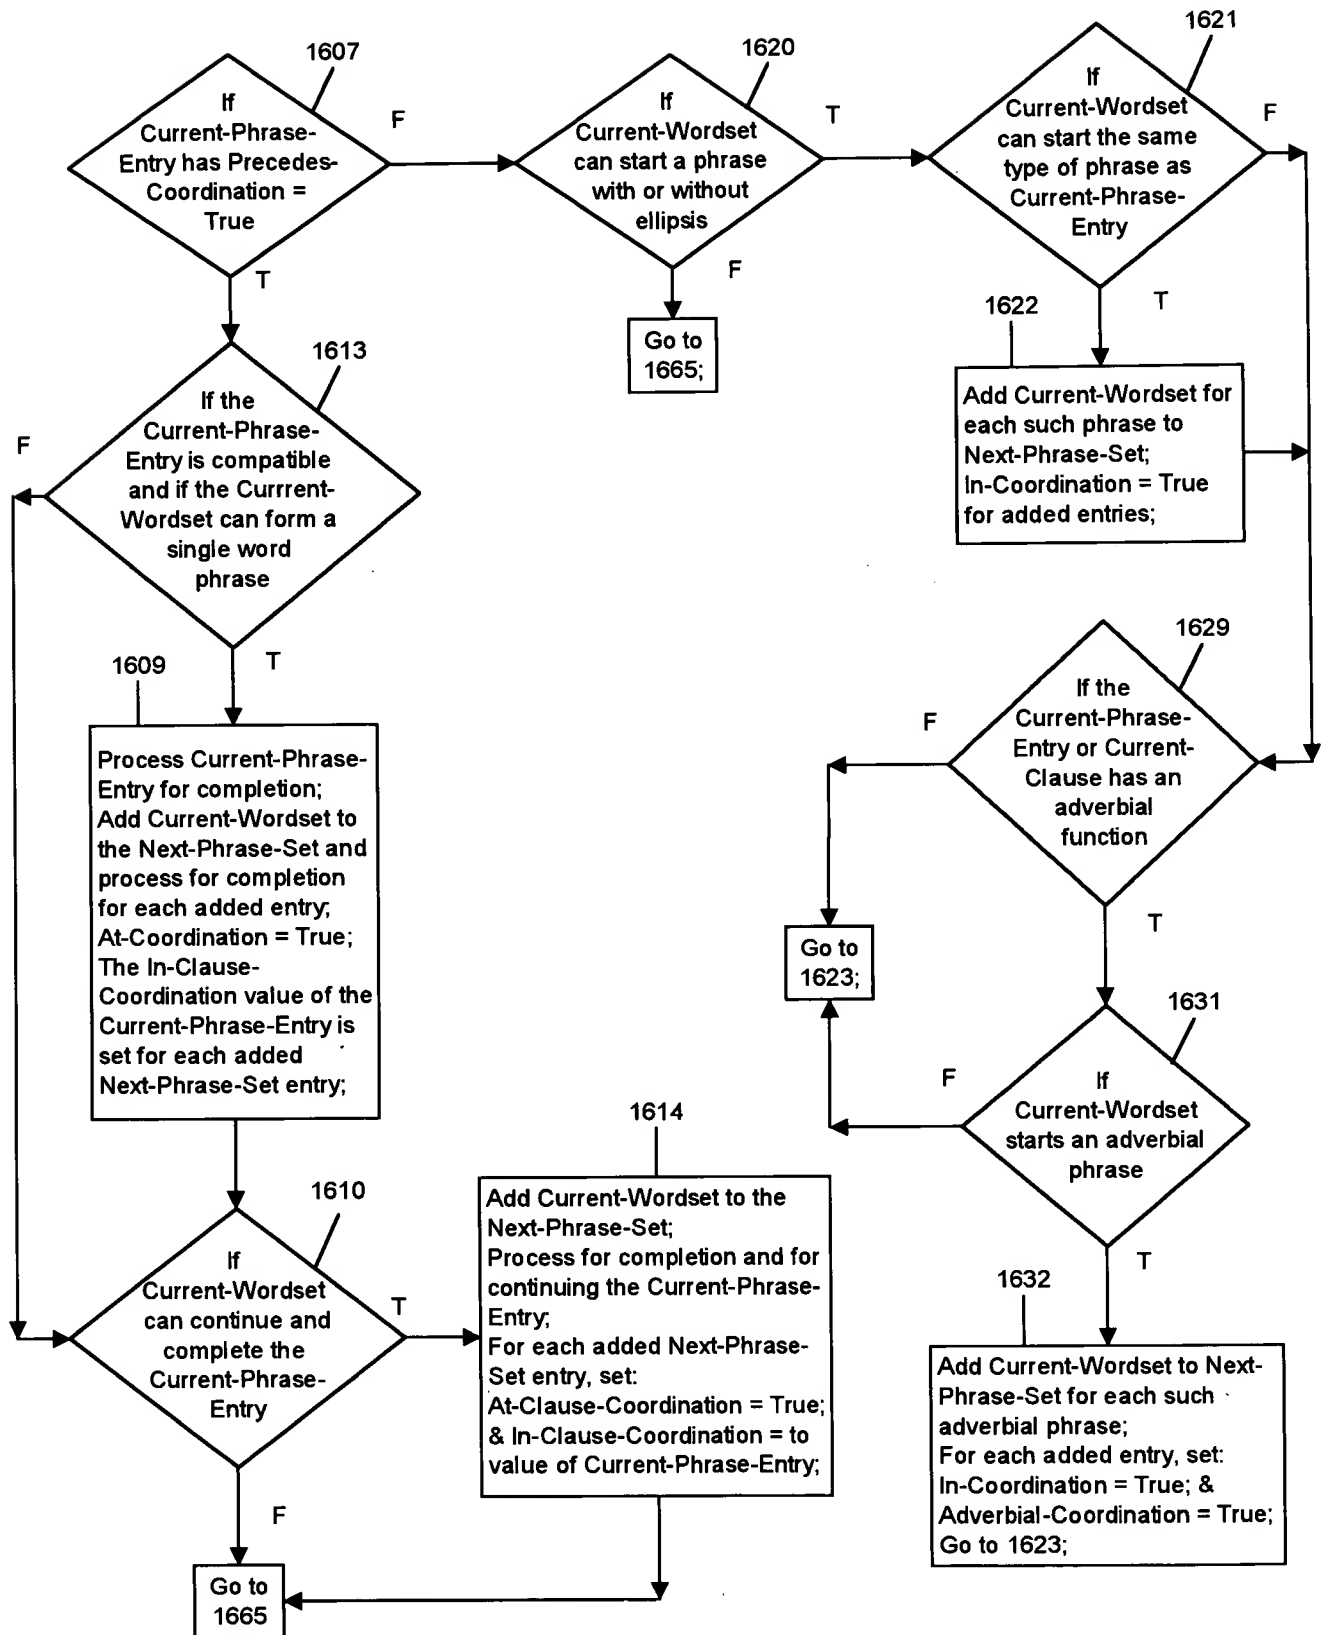 1607
If
Current-Phrase-
Entry has Precedes-
Coordination =
True
F
T
1620
If
Current-Wordset
can start a phrase
with or without
ellipsis
T
F
Go to
1665;
1621
If
Current-Wordset
can start the same
type of phrase as
Current-Phrase-
Entry
F
T
1622
Add Current-Wordset for
each such phrase to
Next-Phrase-Set;
In-Coordination = True
for added entries;
1613
If the
Current-Phrase-
Entry is compatible
and if the Currrent-
Wordset can form a
single word
phrase
F
T
1609
Process Current-Phrase-
Entry for completion;
Add Current-Wordset to
the Next-Phrase-Set and
process for completion
for each added entry;
At-Coordination = True;
The In-Clause-
Coordination value of the
Current-Phrase-Entry is
set for each added
Next-Phrase-Set entry;
1610
If
Current-Wordset
can continue and
complete the
Current-Phrase-
Entry
T
F
Go to
1665
1614
Add Current-Wordset to the
Next-Phrase-Set;
Process for completion and for
continuing the Current-Phrase-
Entry;
For each added Next-Phrase-
Set entry, set:
At-Clause-Coordination = True;
& In-Clause-Coordination = to
value of Current-Phrase-Entry;
1629
If the
Current-Phrase-
Entry or Current-
Clause has an
adverbial
function
F
T
Go to
1623;
1631
If
Current-Wordset
starts an adverbial
phrase
F
T
1632
Add Current-Wordset to Next-
Phrase-Set for each such
adverbial phrase;
For each added entry, set:
In-Coordination = True; &
Adverbial-Coordination = True;
Go to 1623;